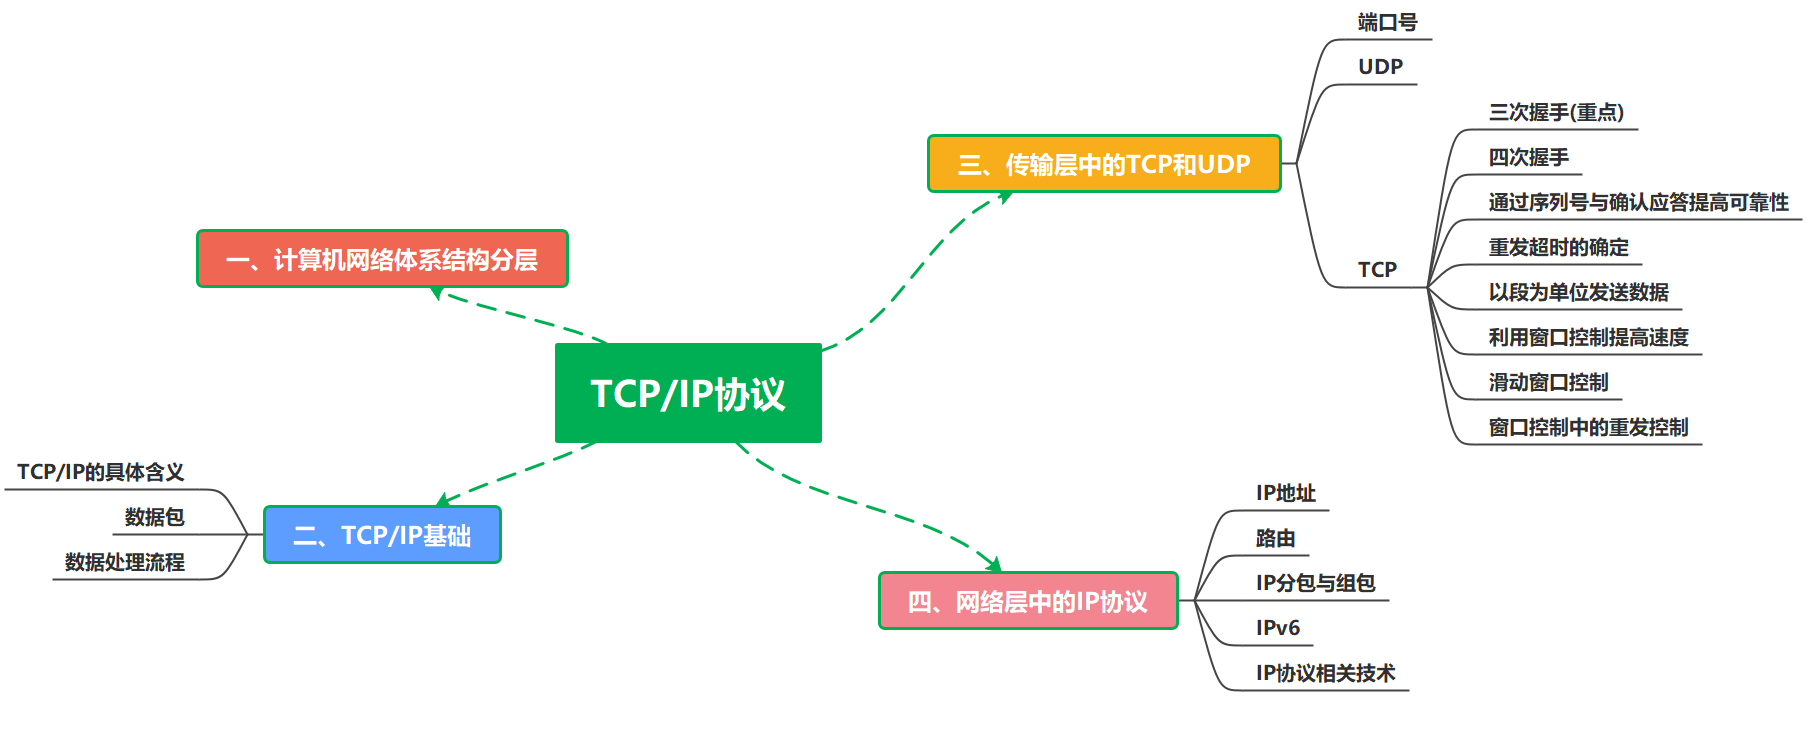 TCP/IP协议
一、计算机网络体系结构分层
二、TCP/IP基础
TCP/IP的具体含义
数据包
数据处理流程
三、传输层中的TCP和UDP
端口号
UDP
TCP
三次握手(重点)
四次握手
通过序列号与确认应答提高可靠性
重发超时的确定
以段为单位发送数据
利用窗口控制提高速度
滑动窗口控制
窗口控制中的重发控制
四、网络层中的IP协议
IP地址
路由
IP分包与组包
IPv6
IP协议相关技术